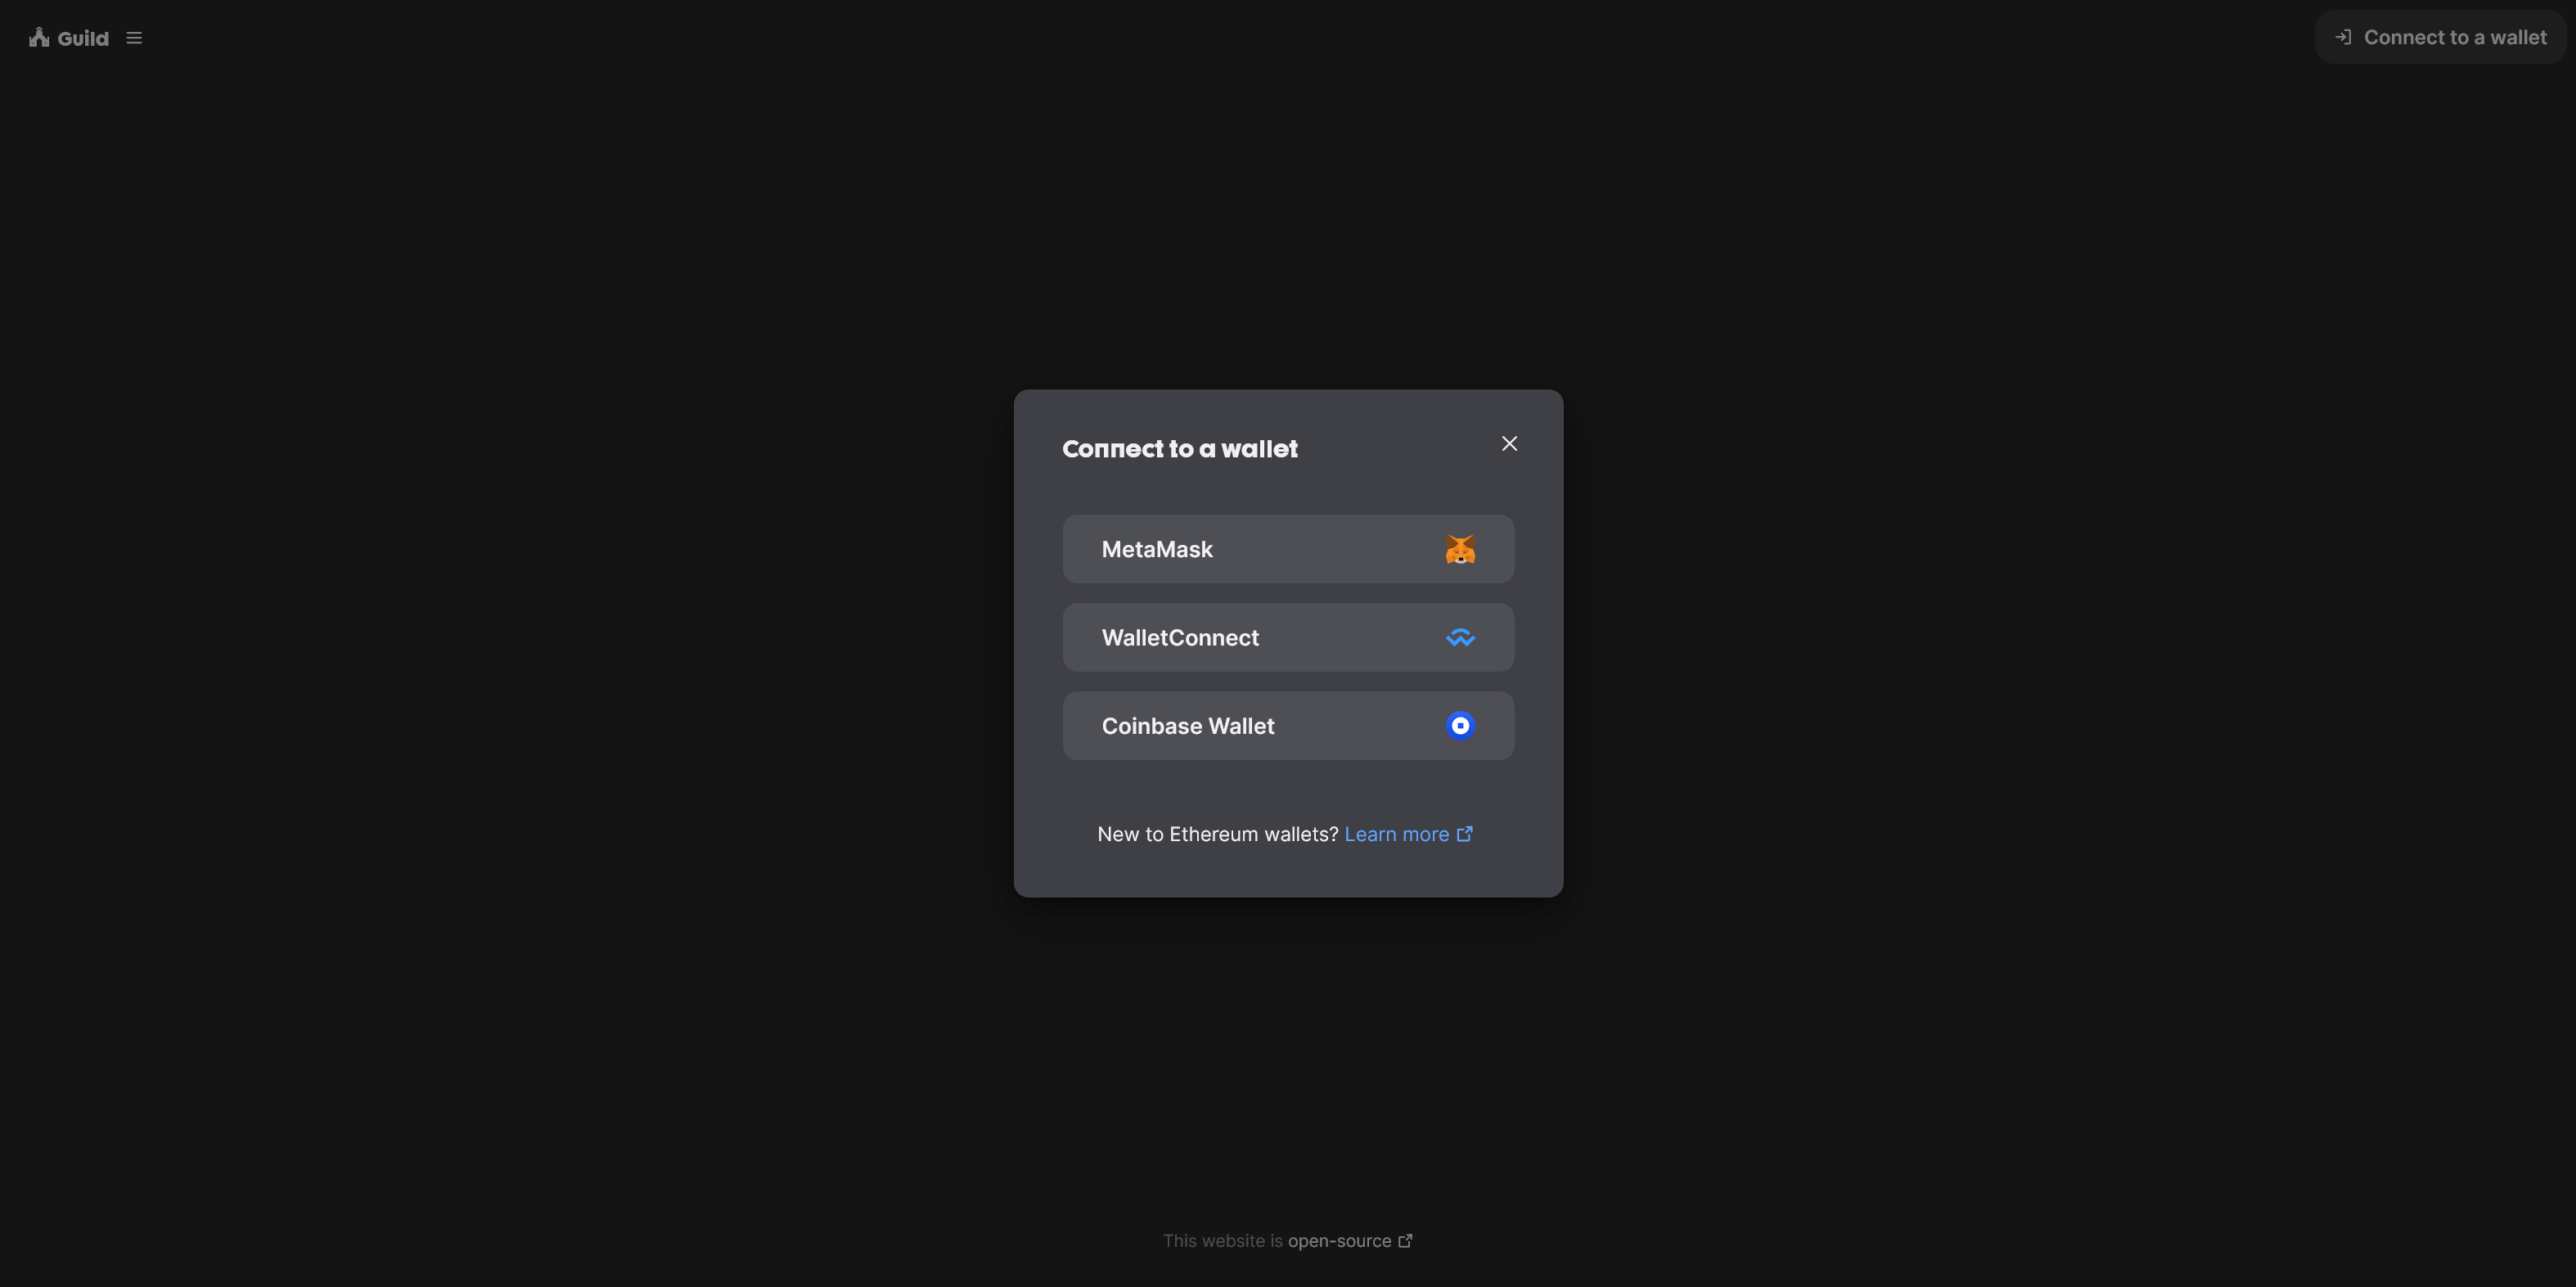 Guild
Connect to a wallet
Connect to a wallet
MetaMask
WalletConnect
Coinbase Wallet
New to Ethereum wallets? Learn more
This website is open-source